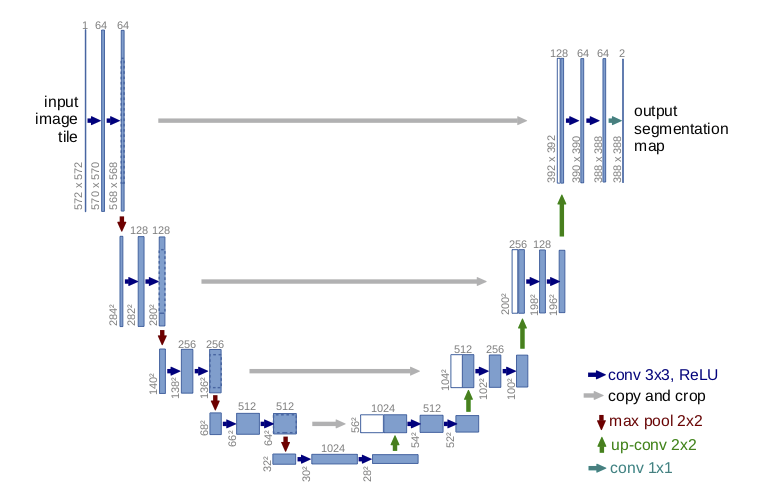 1 64 64
128 64 64 2
input
image
tile
output
segmentation
map
572 x 572
570 x 570
568 x 568
392 x 392
390 x 390
388 x 388
388 x 388
128 128
256 128
284²
282²
280²
200²
198²
196²
256 256
512 256
140²
138²
136²
104²
102²
100²
conv 3x3, ReLU
copy and crop
max pool 2x2
up-conv 2x2
conv 1x1
512 512
1024 512
68²
66²
64²
56²
54²
52²
1024
32²
30²
28²